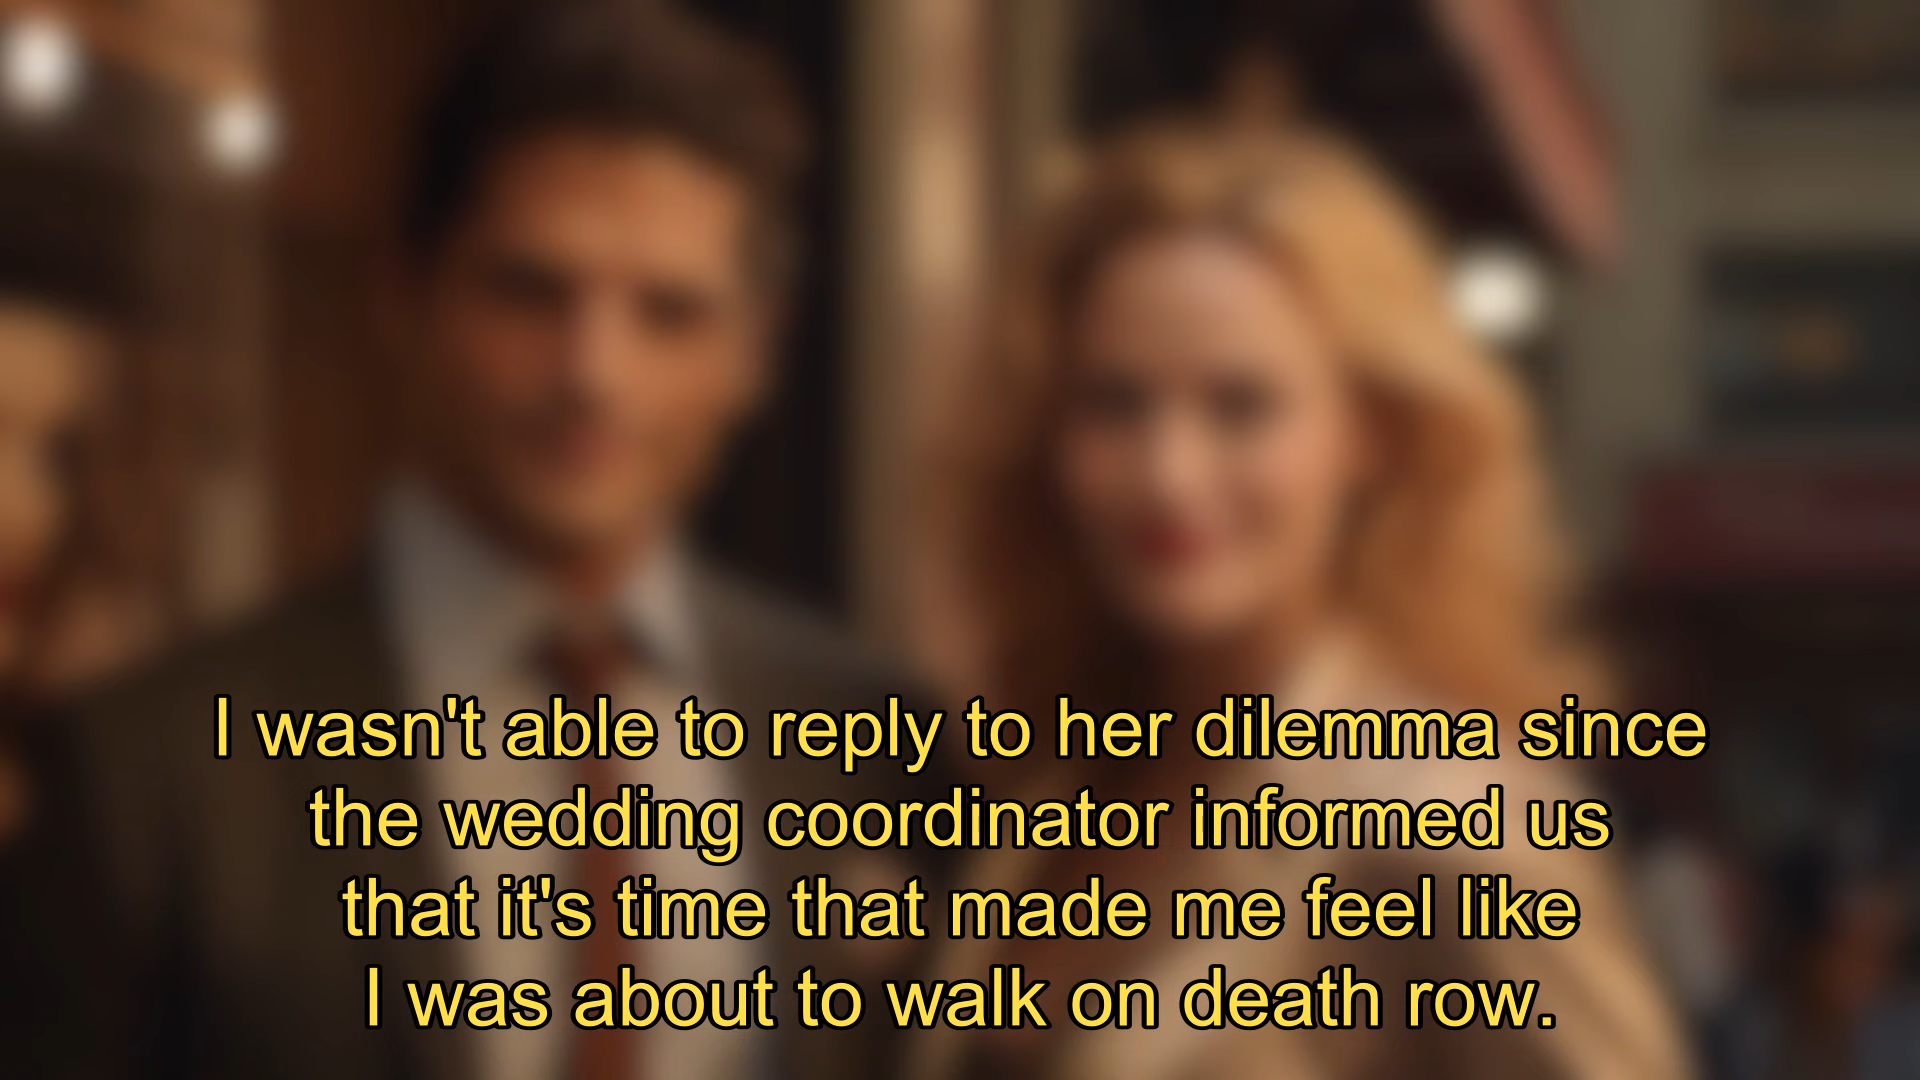 I wasn't able to reply to her dilemma since
the wedding coordinator informed us
that it's time that made me feel like
I was about to walk on death row.